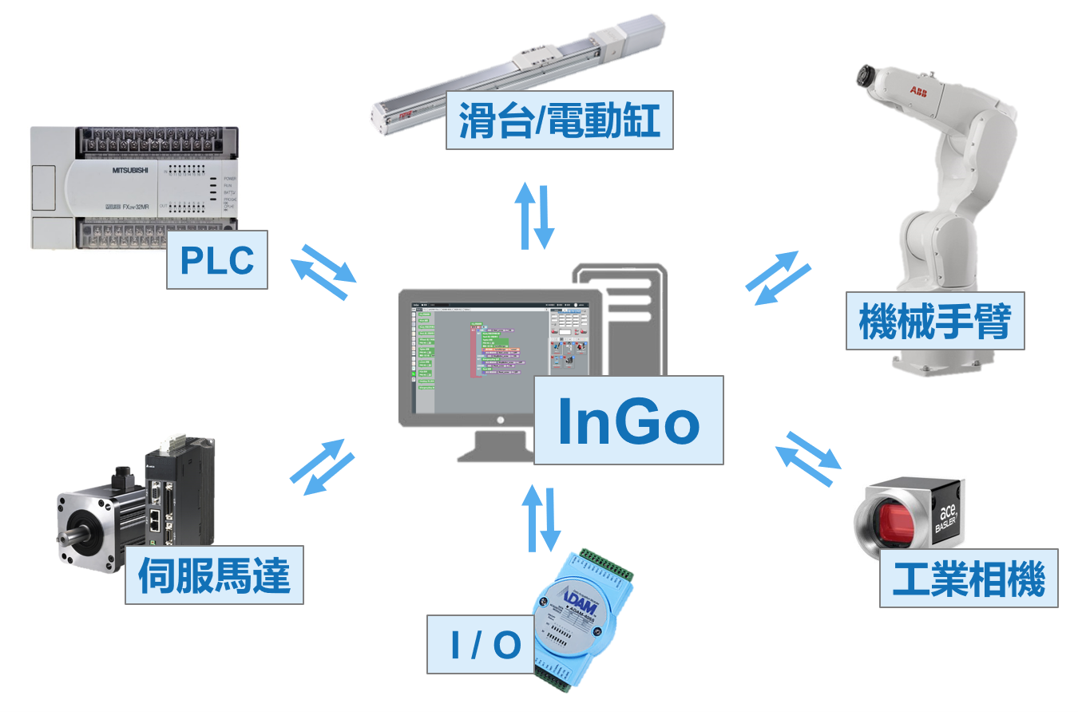 滑台/電動缸
ABB
MITSUBISHI
PLC
機械手臂
InGo
伺服馬達
ace
BASLER
工業相機
ADAM
I / O